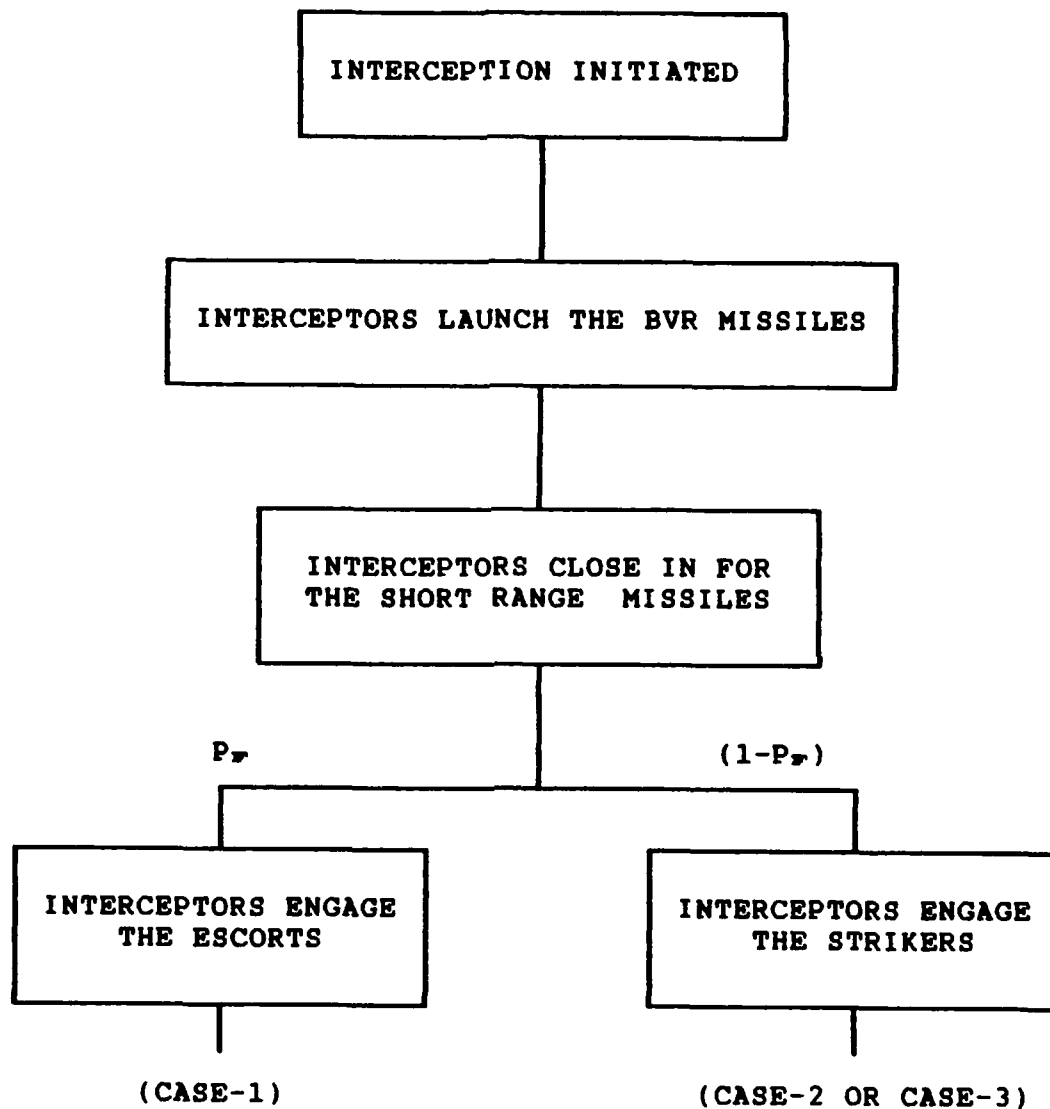 INTERCEPTION INITIATED
INTERCEPTORS LAUNCH THE BVR MISSILES
INTERCEPTORS CLOSE IN FOR
THE SHORT RANGE MISSILES
P
(1-P)
INTERCEPTORS ENGAGE
THE ESCORTS
INTERCEPTORS ENGAGE
THE STRIKERS
(CASE-1)
(CASE-2 OR CASE-3)